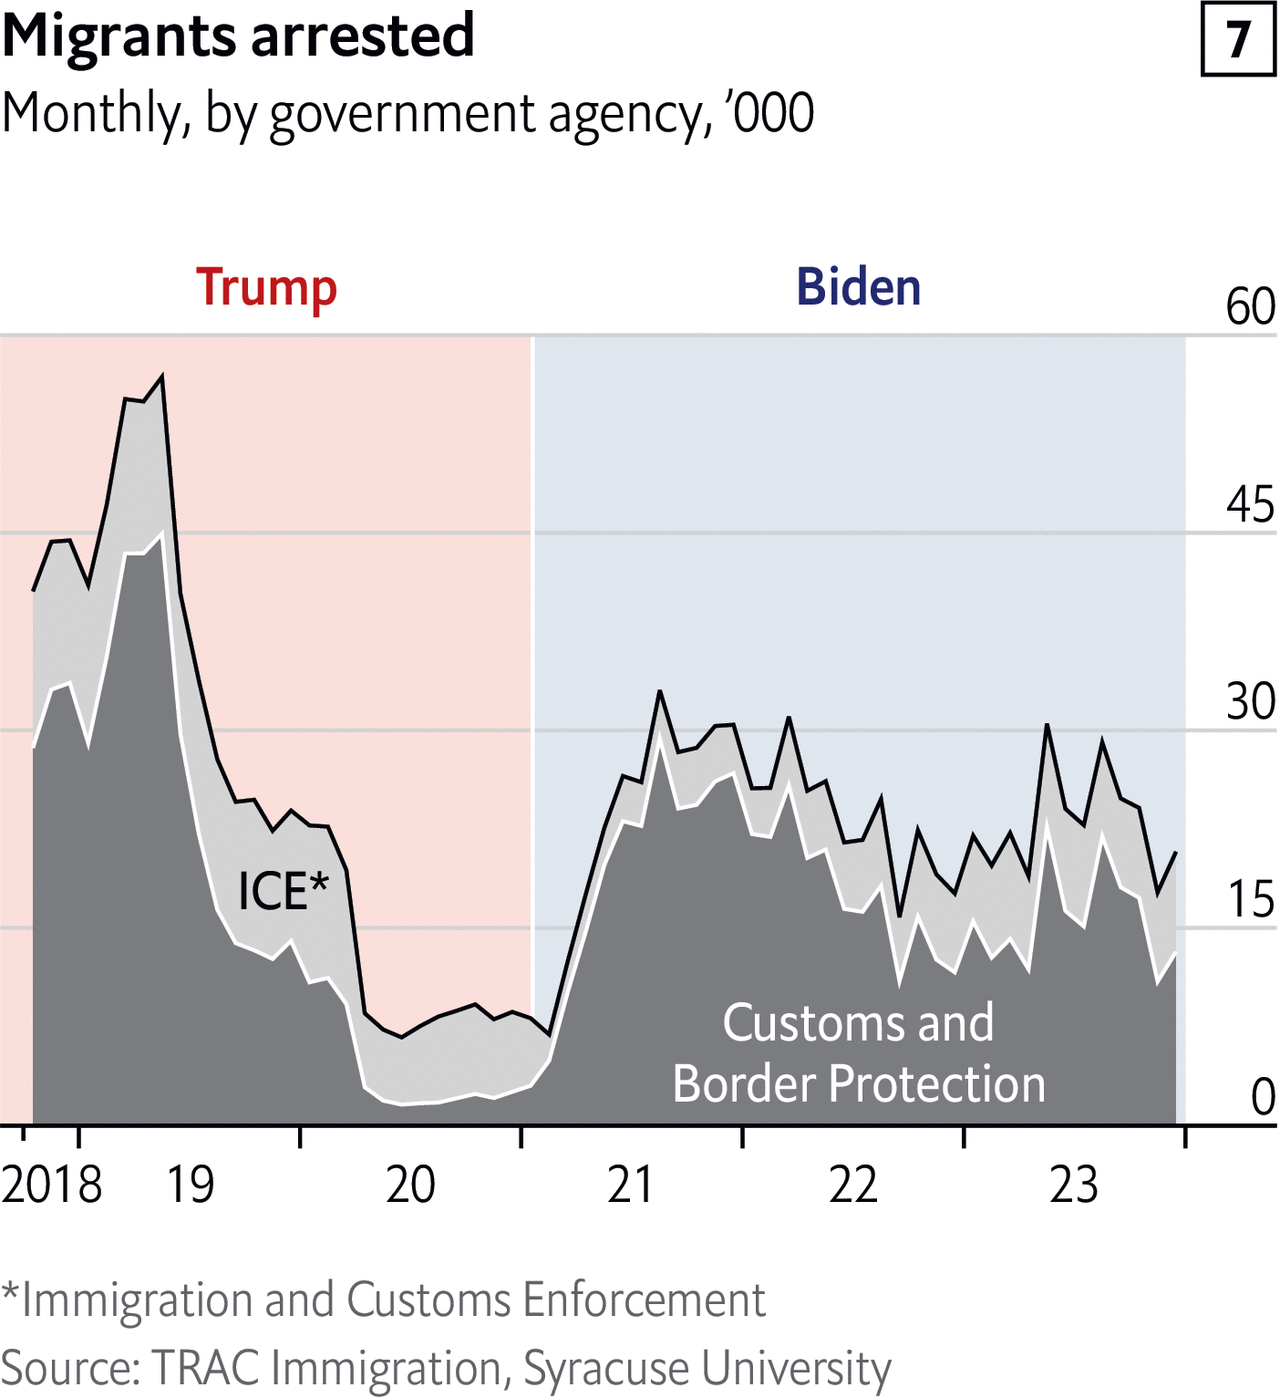 Migrants arrested
7
Monthly, by government agency, ’000
Trump
Biden
60
45
30
15
0
ICE*
Customs and
Border Protection
2018 19 20 21 22 23
*Immigration and Customs Enforcement
Source: TRAC Immigration, Syracuse University